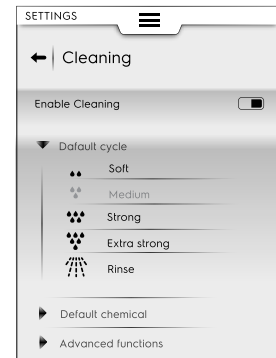 SETTINGS
Cleaning
Enable Cleaning
Dafault cycle
Soft
Medium
Strong
Extra strong
Rinse
Default chemical
Advanced functions